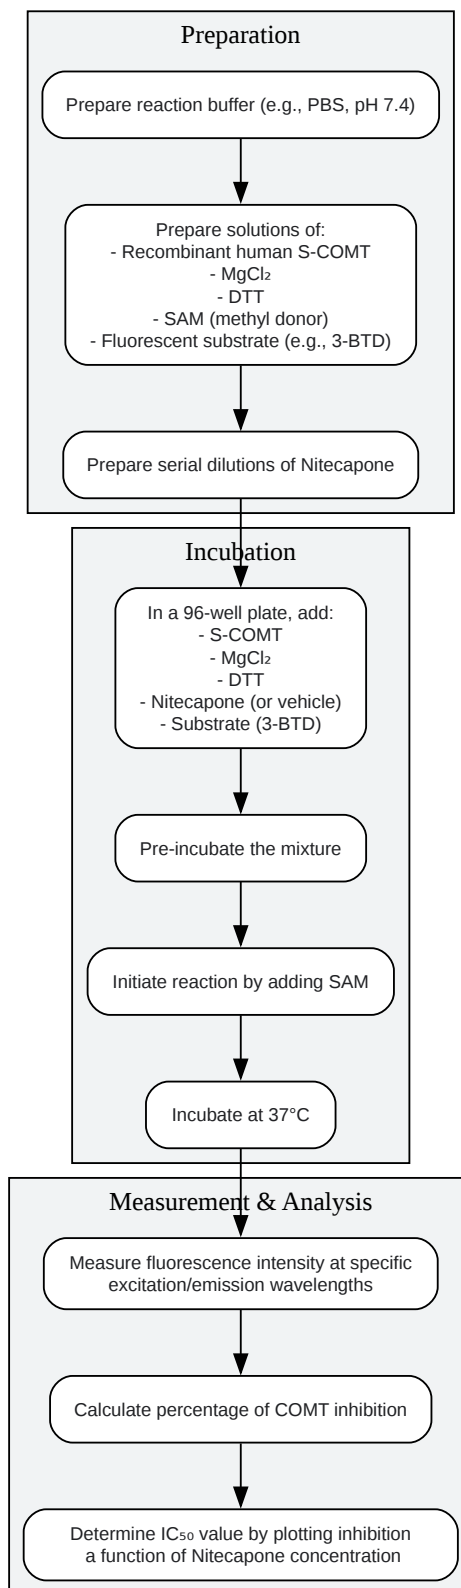 Preparation
Prepare reaction buffer (e.g., PBS, pH 7.4)
Prepare solutions of:
- Recombinant human S-COMT
- MgCl₂
- DTT
- SAM (methyl donor)
- Fluorescent substrate (e.g., 3-BTD)
Prepare serial dilutions of Nitecapone
Incubation
In a 96-well plate, add:
- S-COMT
- MgCl₂
- DTT
- Nitecapone (or vehicle)
- Substrate (3-BTD)
Pre-incubate the mixture
Initiate reaction by adding SAM
Incubate at 37°C
Measurement & Analysis
Measure fluorescence intensity at specific
excitation/emission wavelengths
Calculate percentage of COMT inhibition
Determine IC₅₀ value by plotting inhibition
a function of Nitecapone concentration